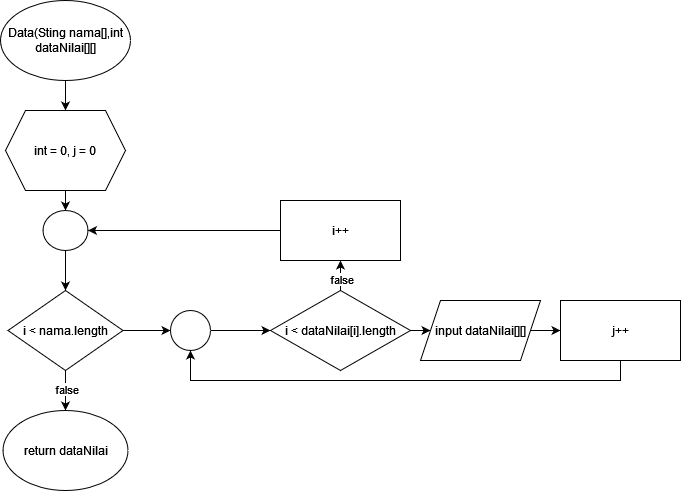 Data(Sting nama[],int
dataNilai[][]
int = 0, j = 0
i++
false
i < nama.length
i < dataNilai[i].length
input dataNilai[][]
j++
false
return dataNilai